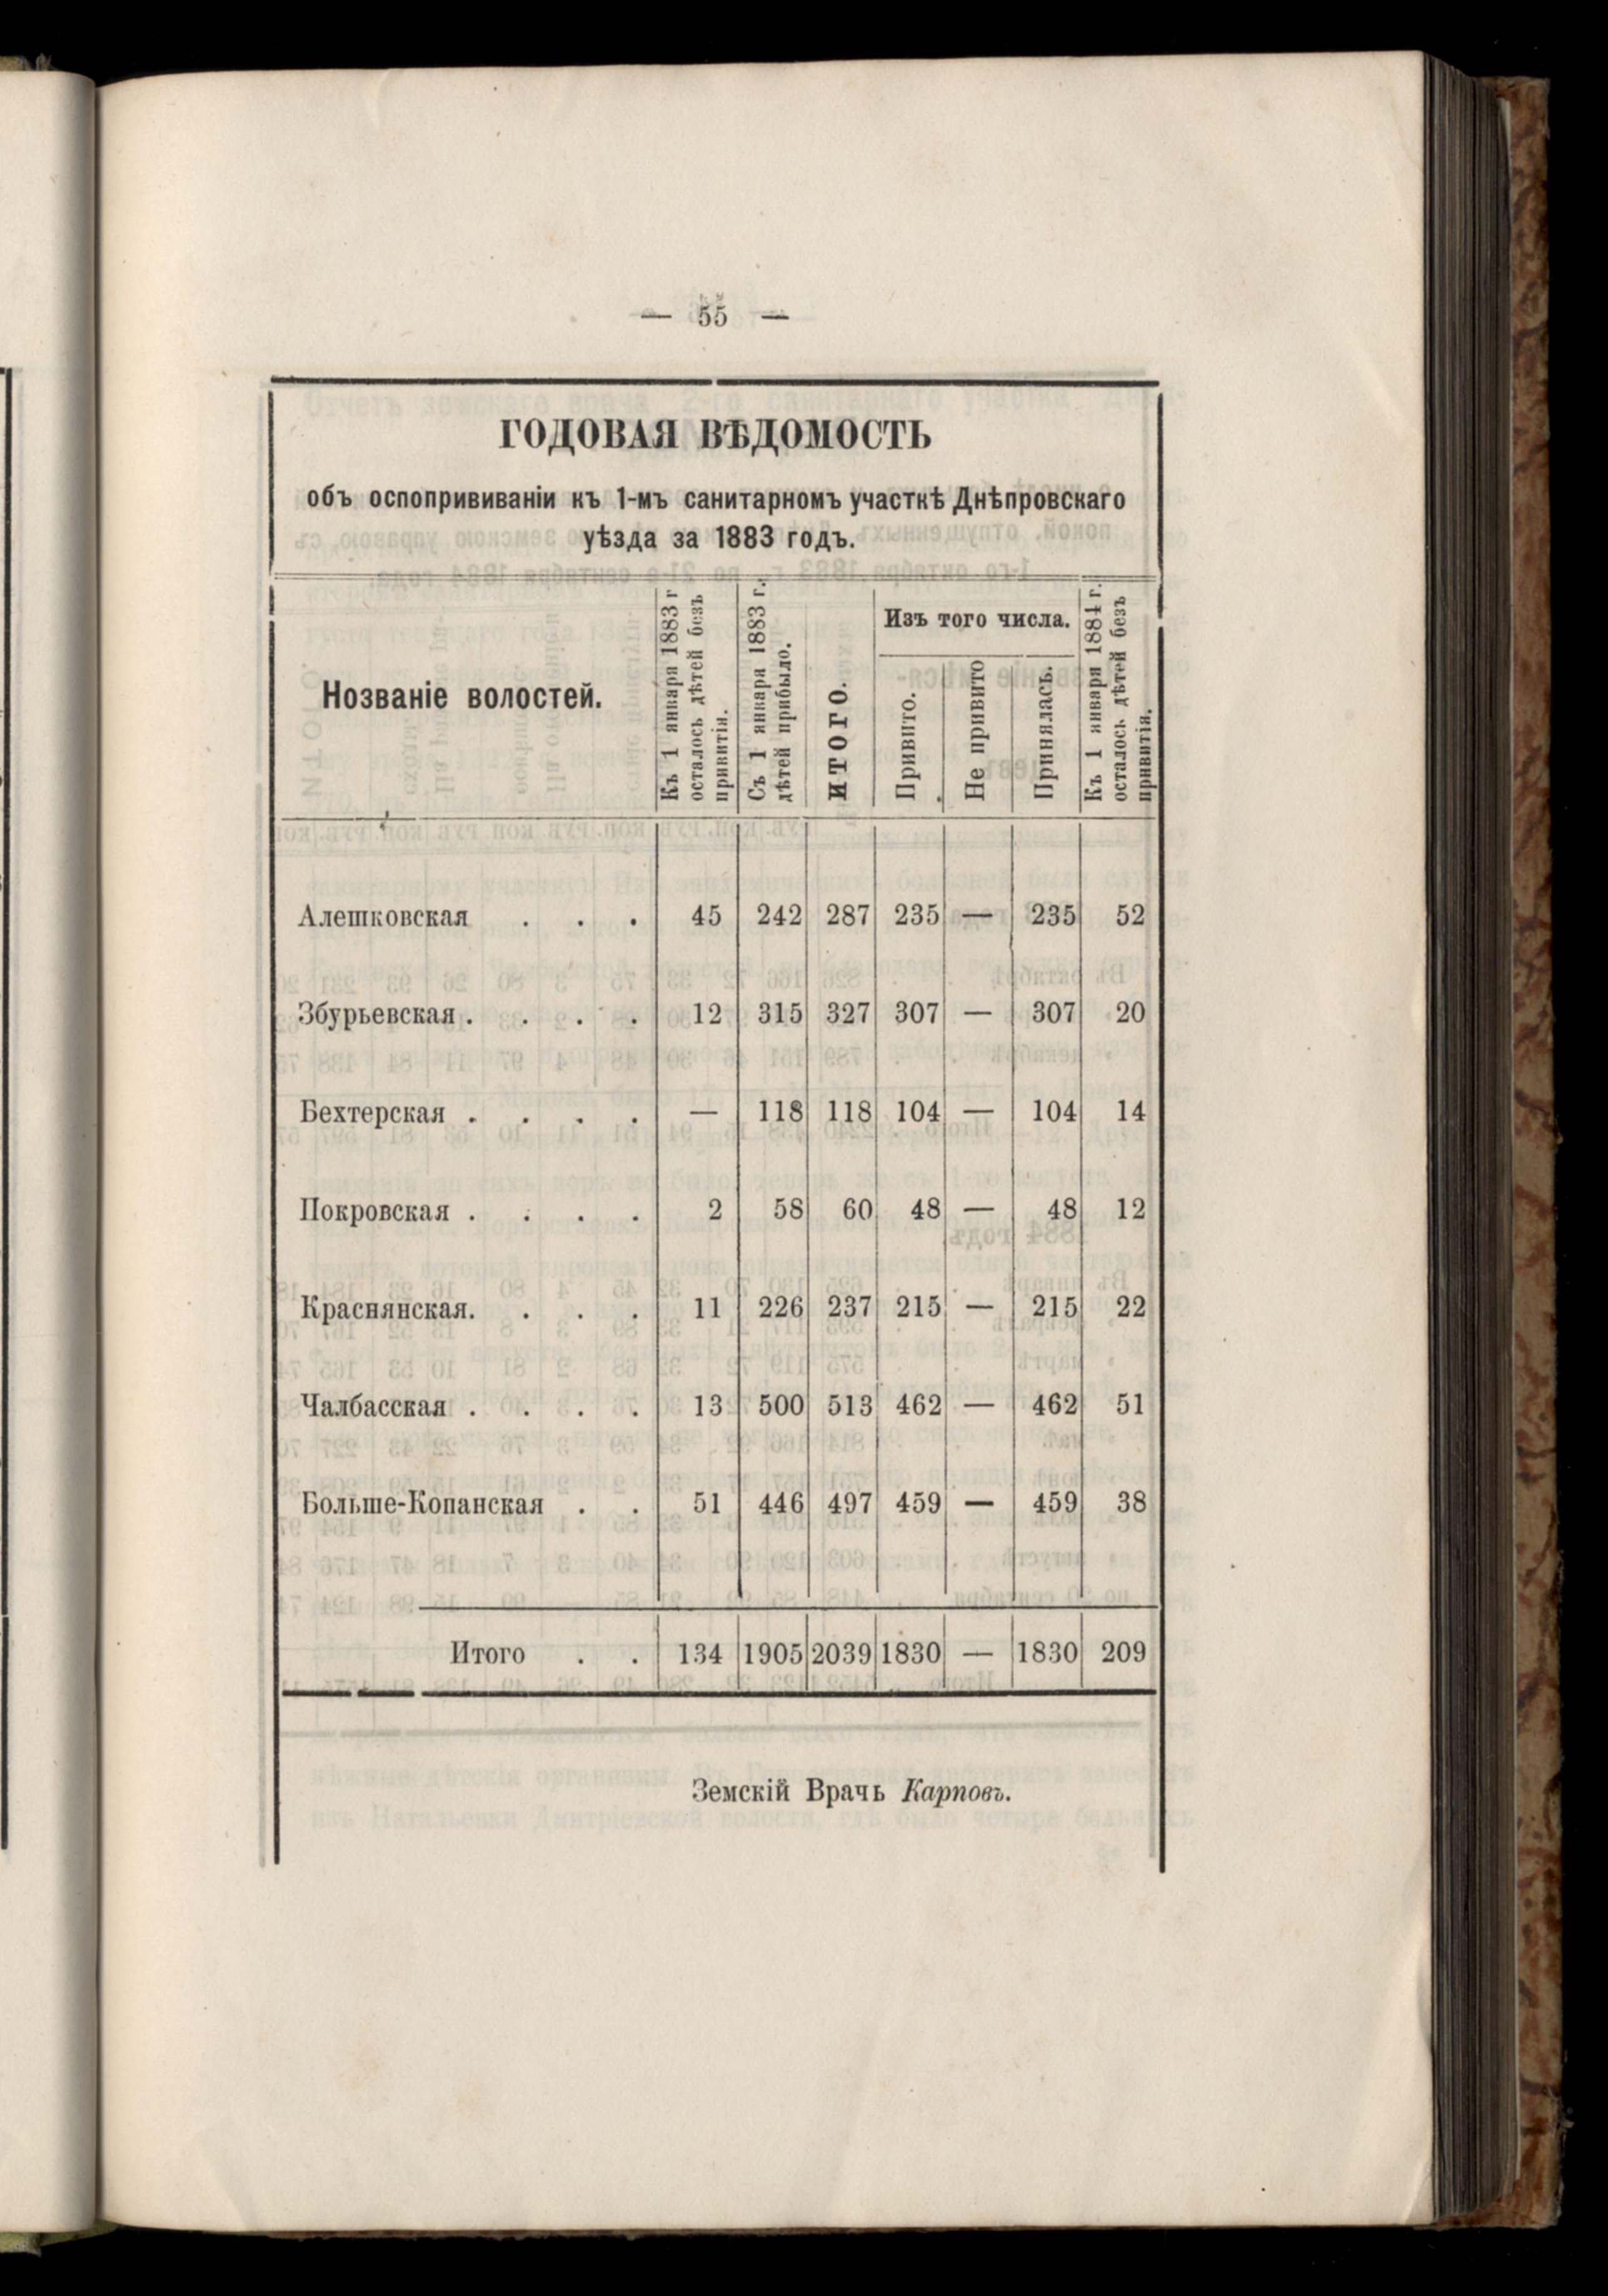 — 55 —
ГОДОВАЯ ВѢДОМОСТЬ
объ оспопрививаніи къ 1-мъ санитарномъ участкѣ Днѣпровскаго
уѣзда за 1883 годъ.
Нозваніе волостей.
Къ 1 января 1883 г
осталось дѣтей безъ
привитія.
Съ 1 января 1883 г.
дѣтей прибыло.
ИТОГО.
Изъ того числа.
Привито.
Не привито
Принялась.
Къ 1 января 1884 г.
осталось дѣтей безъ
привитія.
Алешковская . . . 45 242 287 235 — 235 52
Збурьевская . . . . 12 315 327 307 — 307 20
Бехтерская . . . . — 118 118 104 — 104 14
Покровская . . . . 2 58 60 48 — 48 12
Краснянская. . . . 11 226 237 215 — 215 22
Чалбасская . . . . 13 500 513 462 — 462 51
Больше-Копанская . . 51 446 497 459 — 459 38
Итого . . 134 1905 2039 1830 — 1830 209
Земскій Врачь Карповъ.